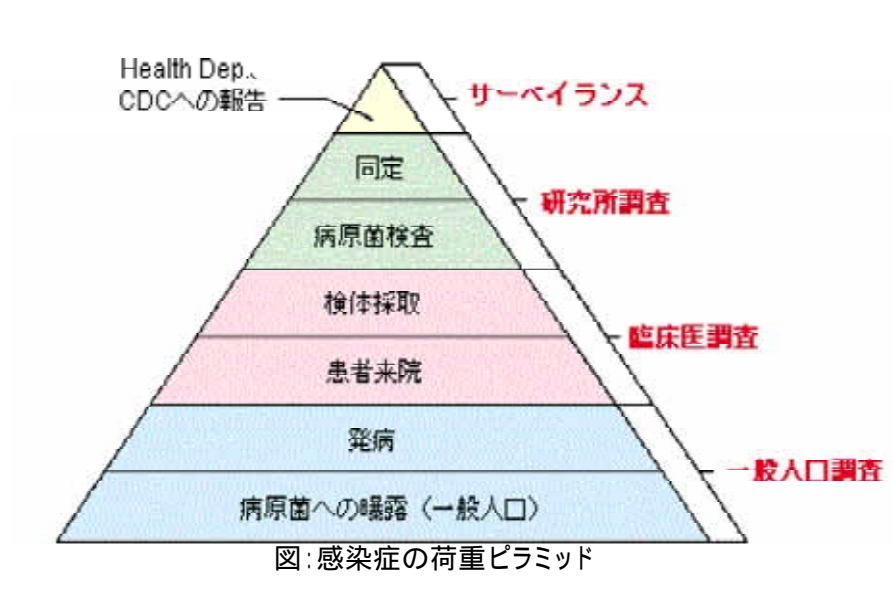 Health Dep.、
CDCへの報告
サーベイランス
同定
研究所調査
病原菌検査
検体採取
臨床医調査
患者来院
発病
一般人口調査
病原菌への曝露（一般人口）
図：感染症の荷重ピラミッド